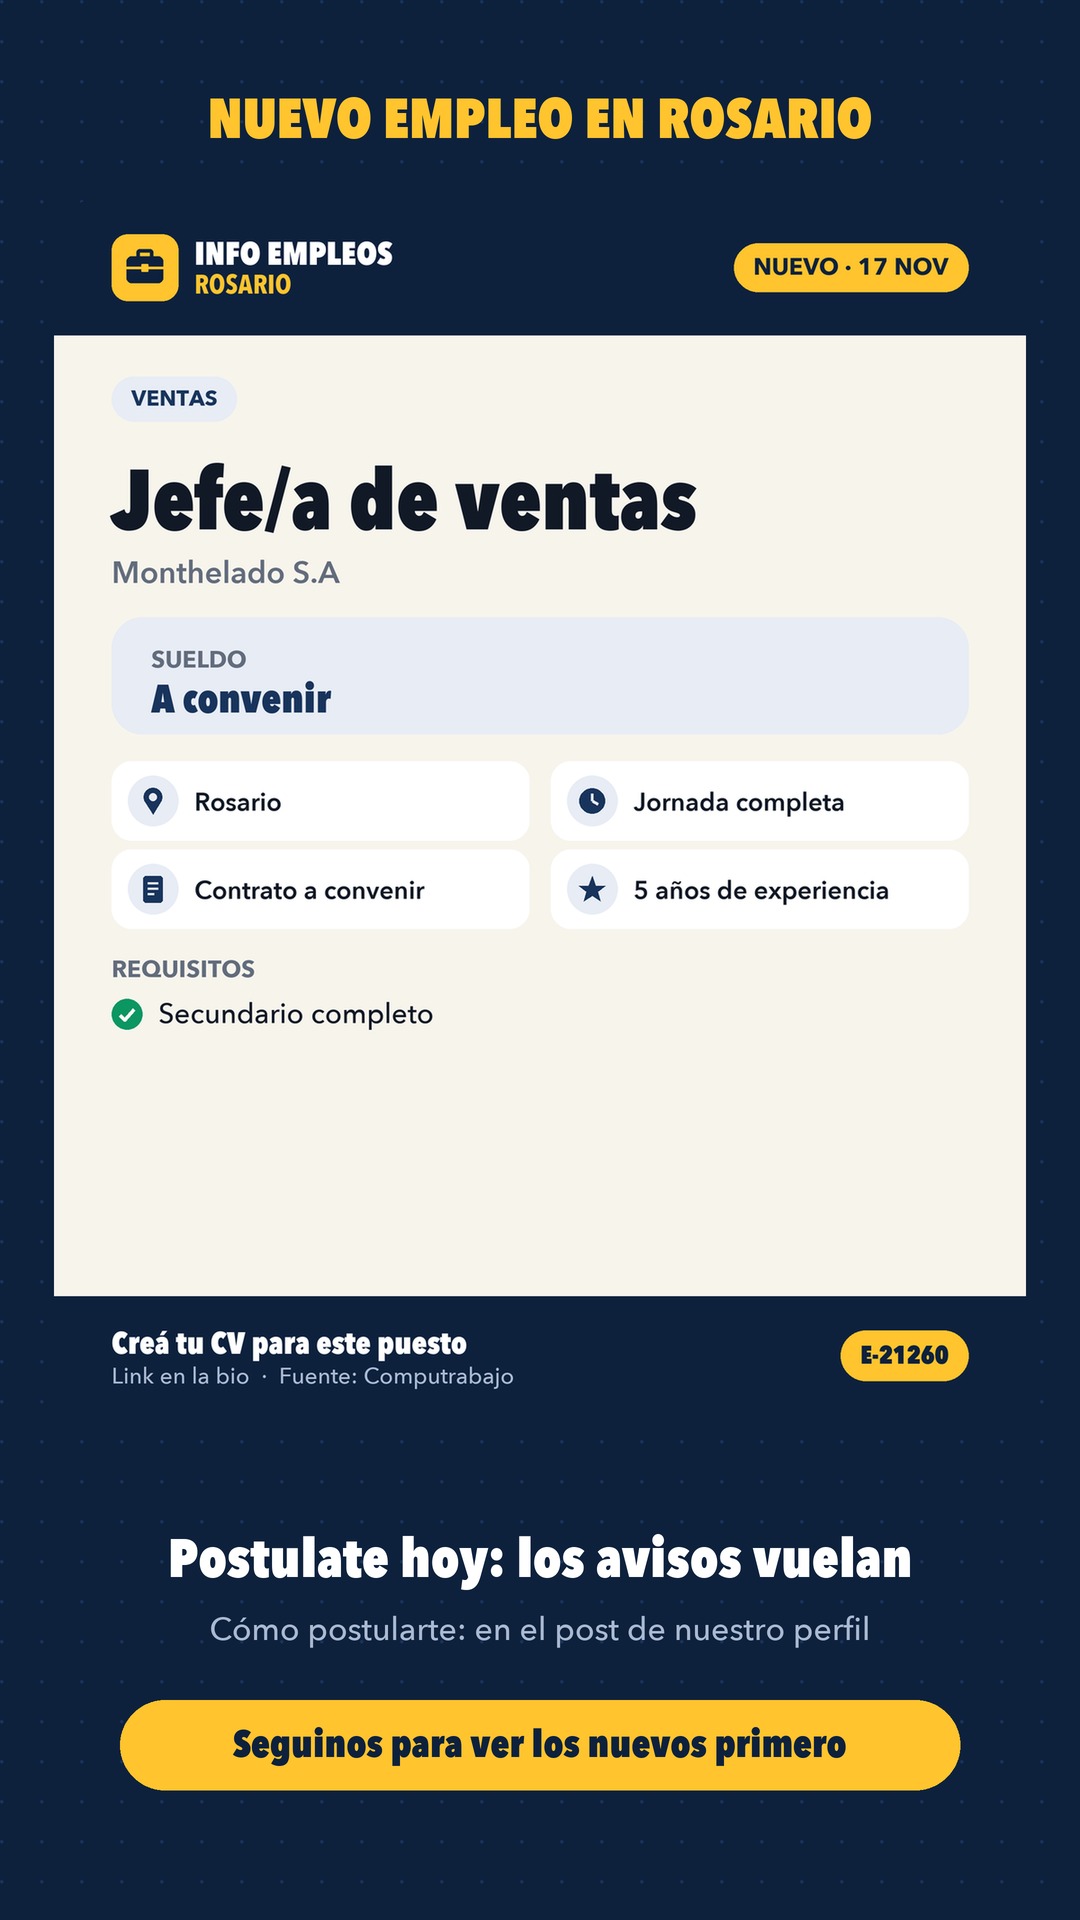 NUEVO EMPLEO EN ROSARIO
INFO EMPLEOS
ROSARIO
NUEVO · 17 NOV
VENTAS
Jefe/a de ventas
Monthelado S.A
SUELDO
A convenir
Rosario
Jornada completa
Contrato a convenir
5 años de experiencia
REQUISITOS
Secundario completo
Creá tu CV para este puesto
Link en la bio · Fuente: Computrabajo
E-21260
Postulate hoy: los avisos vuelan
Cómo postularte: en el post de nuestro perfil
Seguinos para ver los nuevos primero